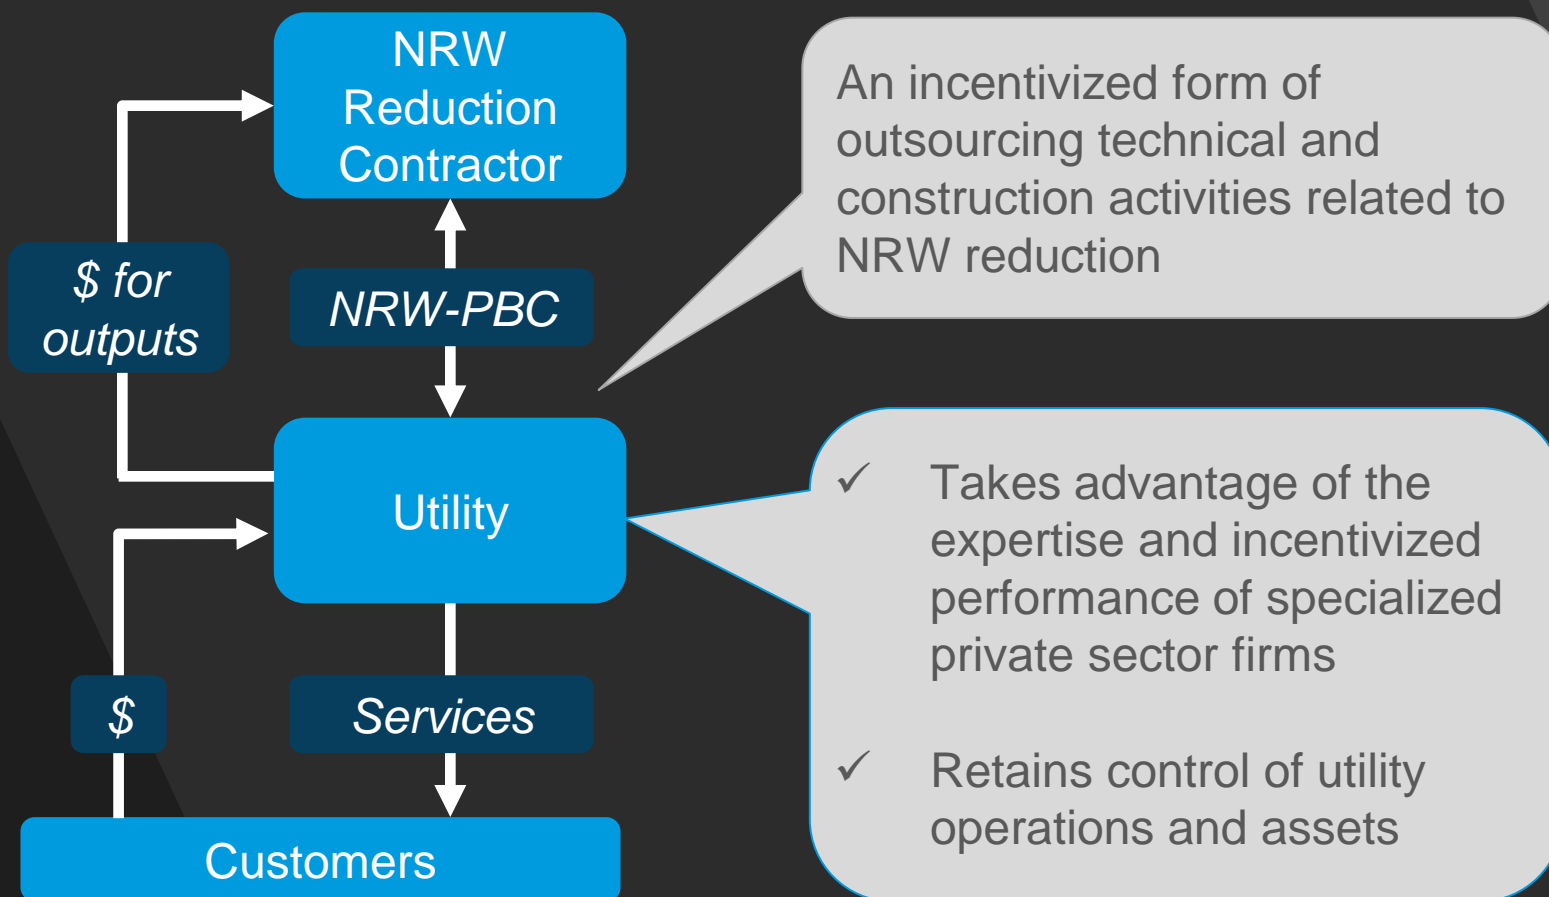 NRW
Reduction
Contractor
An incentivized form of
outsourcing technical and
construction activities related to
NRW reduction
$ for
outputs
NRW-PBC
Utility
✓ Takes advantage of the
expertise and incentivized
performance of specialized
private sector firms
$
Services
✓ Retains control of utility
operations and assets
Customers